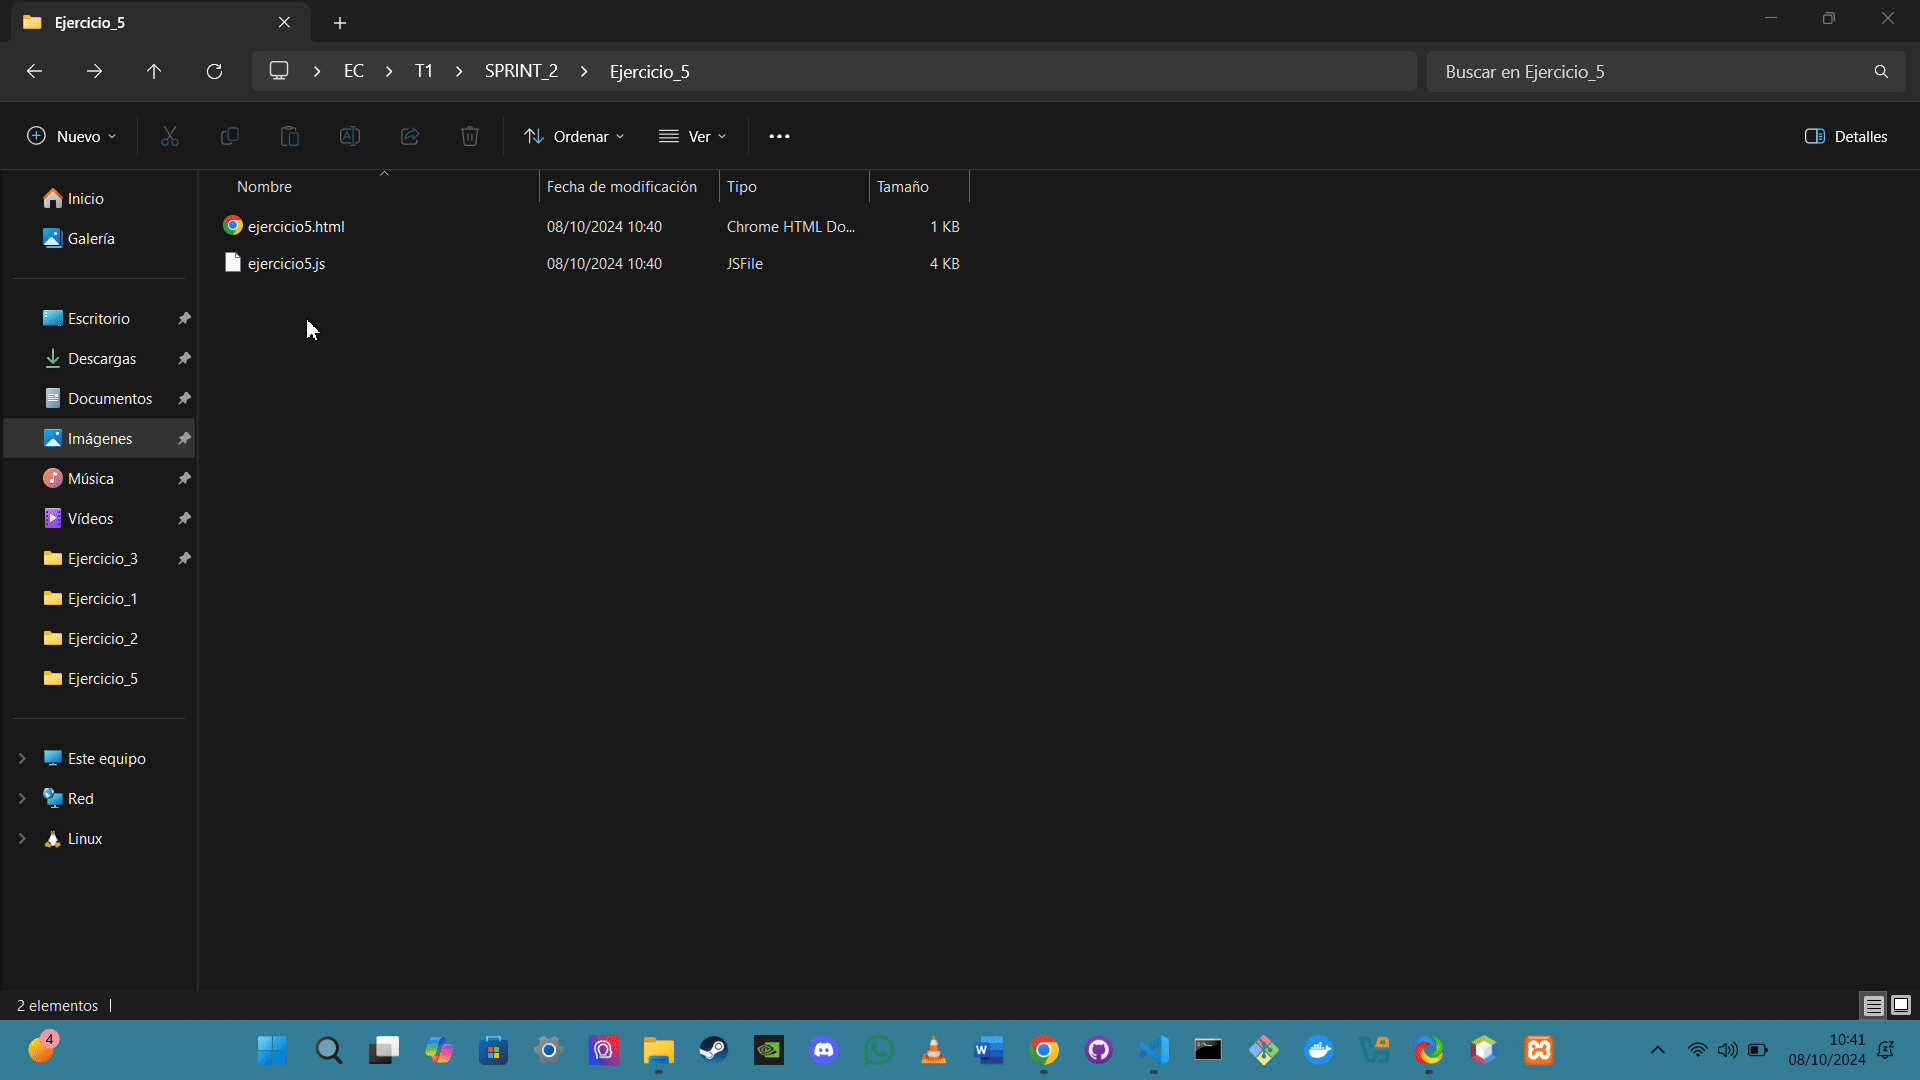 Ejercicio_5
EC T1 SPRINT_2 Ejercicio_5
Buscar en Ejercicio_5
Nuevo Ordenar Ver Detalles
Nombre Fecha de modificación Tipo Tamaño
ejercicio5.html 08/10/2024 10:40 Chrome HTML Do... 1 KB
ejercicio5.js 08/10/2024 10:40 JSFile 4 KB
Inicio
Galería
Escritorio
Descargas
Documentos
Imágenes
Música
Vídeos
Ejercicio_3
Ejercicio_1
Ejercicio_2
Ejercicio_5
Este equipo
Red
Linux
2 elementos
4
10:41
08/10/2024